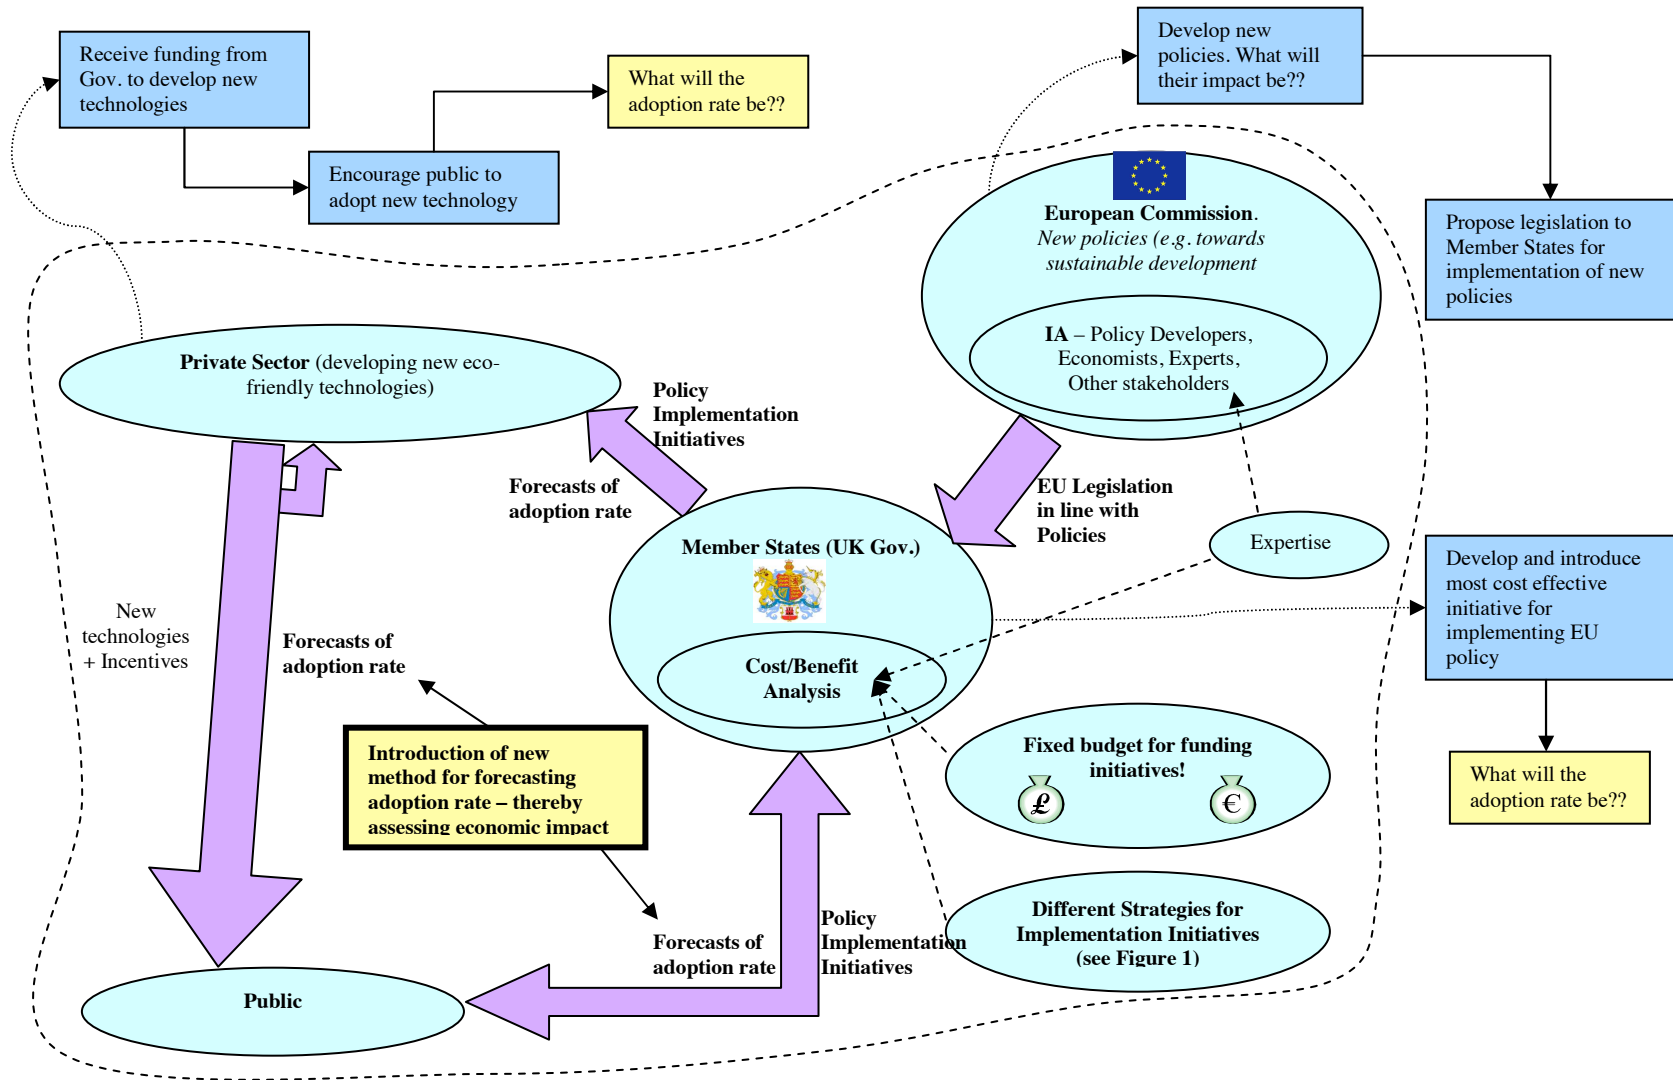 Receive funding from
Gov. to develop new
technologies
What will the
adoption rate be??
Encourage public to
adopt new technology
Develop new
policies. What will
their impact be??
Propose legislation to
Member States for
implementation of new
policies
European Commission.
New policies (e.g. towards
sustainable development
IA – Policy Developers,
Economists, Experts,
Other stakeholders
Private Sector (developing new eco-
friendly technologies)
Policy
Implementation
Initiatives
Forecasts of
adoption rate
EU Legislation
in line with
Policies
Expertise
Member States (UK Gov.)
Cost/Benefit
Analysis
Develop and introduce
most cost effective
initiative for
implementing EU
policy
What will the
adoption rate be??
New
technologies
+ Incentives
Forecasts of
adoption rate
Introduction of new
method for forecasting
adoption rate – thereby
assessing economic impact
Fixed budget for funding
initiatives!
£
€
Different Strategies for
Implementation Initiatives
(see Figure 1)
Forecasts of
adoption rate
Policy
Implementation
Initiatives
Public